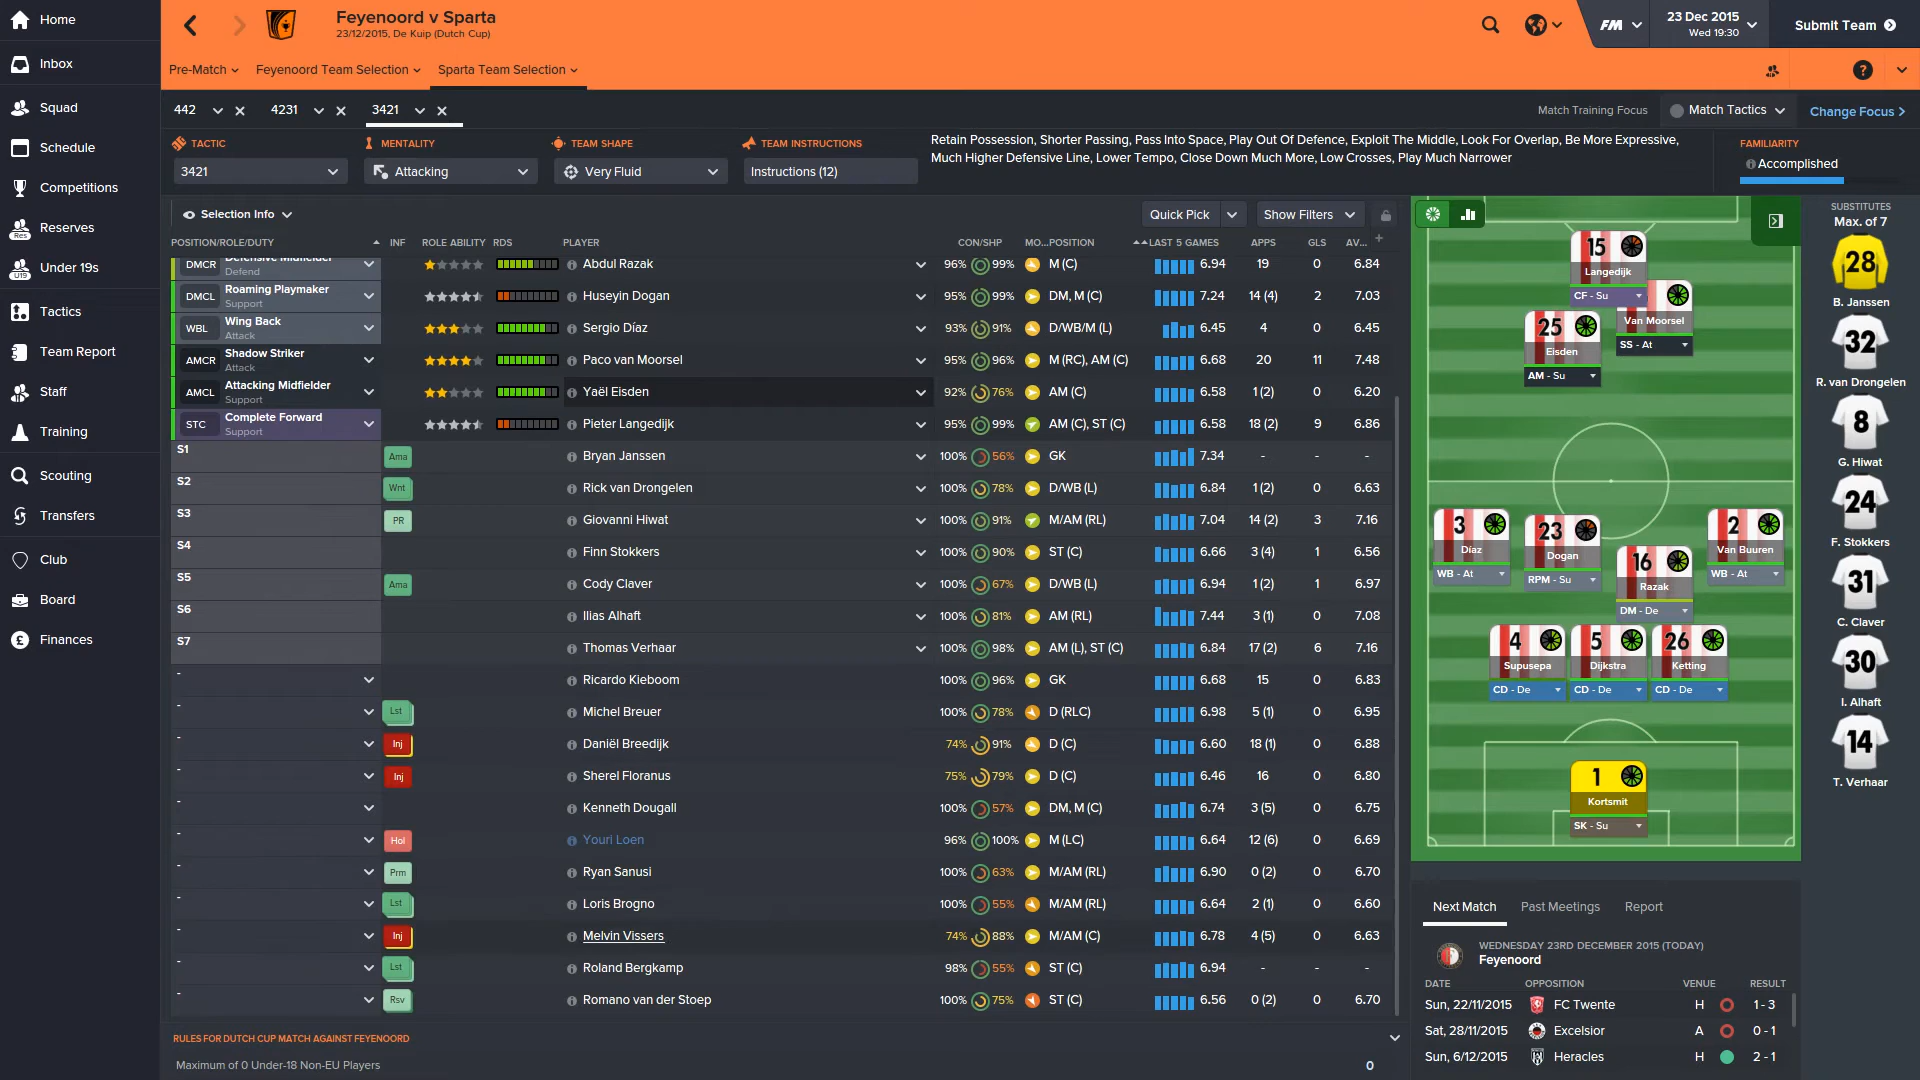 Home
Inbox
Squad
Schedule
Competitions
Reserves
Under 19s
Tactics
Team Report
Staff
Training
Scouting
Transfers
Club
Board
Finances
Feyenoord v Sparta
23/12/2015, De Kuip (Dutch Cup)
FM
23 Dec 2015
Wed 19:30
Submit Team
Pre-Match
Feyenoord Team Selection
Sparta Team Selection
442
4231
3421
Match Training Focus
Match Tactics
Change Focus >
TACTIC
MENTALITY
TEAM SHAPE
TEAM INSTRUCTIONS
3421
Attacking
Very Fluid
Instructions (12)
Retain Possession, Shorter Passing, Pass Into Space, Play Out Of Defence, Exploit The Middle, Look For Overlap, Be More Expressive,
Much Higher Defensive Line, Lower Tempo, Close Down Much More, Low Crosses, Play Much Narrower
FAMILIARITY
Accomplished
Selection Info
Quick Pick
Show Filters
POSITION/ROLE/DUTY INF ROLE ABILITY RDS PLAYER CON/SHP MO... POSITION LAST 5 GAMES APPS GLS AV...
DMCR Defensive Midfielder Defend Abdul Razak 96% 99% M (C) 6.94 19 0 6.84
DMCL Roaming Playmaker Support Huseyin Dogan 95% 99% DM, M (C) 7.24 14 (4) 2 7.03
WBL Wing Back Attack Sergio Díaz 93% 91% D/WB/M (L) 6.45 4 0 6.45
AMCR Shadow Striker Attack Paco van Moorsel 95% 96% M (RC), AM (C) 6.68 20 11 7.48
AMCL Attacking Midfielder Support Yaël Eisden 92% 76% AM (C) 6.58 1 (2) 0 6.20
STC Complete Forward Support Pieter Langedijk 95% 99% AM (C), ST (C) 6.58 18 (2) 9 6.86
S1 Ama Bryan Janssen 100% 56% GK 7.34 - - -
S2 Wnt Rick van Drongelen 100% 78% D/WB (L) 6.84 1 (2) 0 6.63
S3 PR Giovanni Hiwat 100% 91% M/AM (RL) 7.04 14 (2) 3 7.16
S4 Finn Stokkers 100% 90% ST (C) 6.66 3 (4) 1 6.56
S5 Ama Cody Claver 100% 67% D/WB (L) 6.94 1 (2) 1 6.97
S6 Ilias Alhaft 100% 81% AM (RL) 7.44 3 (1) 0 7.08
S7 Thomas Verhaar 100% 98% AM (L), ST (C) 6.84 17 (2) 6 7.16
- Ricardo Kieboom 100% 96% GK 6.68 15 0 6.83
- Lst Michel Breuer 100% 78% D (RLC) 6.98 5 (1) 0 6.95
- Inj Daniël Breedijk 74% 91% D (C) 6.60 18 (1) 0 6.88
- Inj Sherel Floranus 75% 79% D (C) 6.46 16 0 6.80
- Kenneth Dougall 100% 57% DM, M (C) 6.74 3 (5) 0 6.75
- Hol Youri Loen 96% 100% M (LC) 6.64 12 (6) 0 6.69
- Prm Ryan Sanusi 100% 63% M/AM (RL) 6.90 0 (2) 0 6.70
- Lst Loris Brogno 100% 55% M/AM (RL) 6.64 2 (1) 0 6.60
- Inj Melvin Vissers 74% 88% M/AM (C) 6.78 4 (5) 0 6.63
- Lst Roland Bergkamp 98% 55% ST (C) 6.94 - - -
- Rsv Romano van der Stoep 100% 75% ST (C) 6.56 0 (2) 0 6.70
RULES FOR DUTCH CUP MATCH AGAINST FEYENOORD
Maximum of 0 Under-18 Non-EU Players 0
15
Langedijk
CF - Su
Van Moorsel
SS - At
25
Eisden
AM - Su
3
Díaz
WB - At
23
Dogan
RPM - Su
16
Razak
DM - De
2
Van Buuren
WB - At
4
Supusepa
CD - De
5
Dijkstra
CD - De
26
Ketting
CD - De
1
Kortsmit
SK - Su
SUBSTITUTES
Max. of 7
28
B. Janssen
32
R. van Drongelen
8
G. Hiwat
24
F. Stokkers
31
C. Claver
30
I. Alhaft
14
T. Verhaar
Next Match
Past Meetings
Report
WEDNESDAY 23RD DECEMBER 2015 (TODAY)
Feyenoord
DATE OPPOSITION VENUE RESULT
Sun, 22/11/2015 FC Twente H 1 - 3
Sat, 28/11/2015 Excelsior A 0 - 1
Sun, 6/12/2015 Heracles H 2 - 1